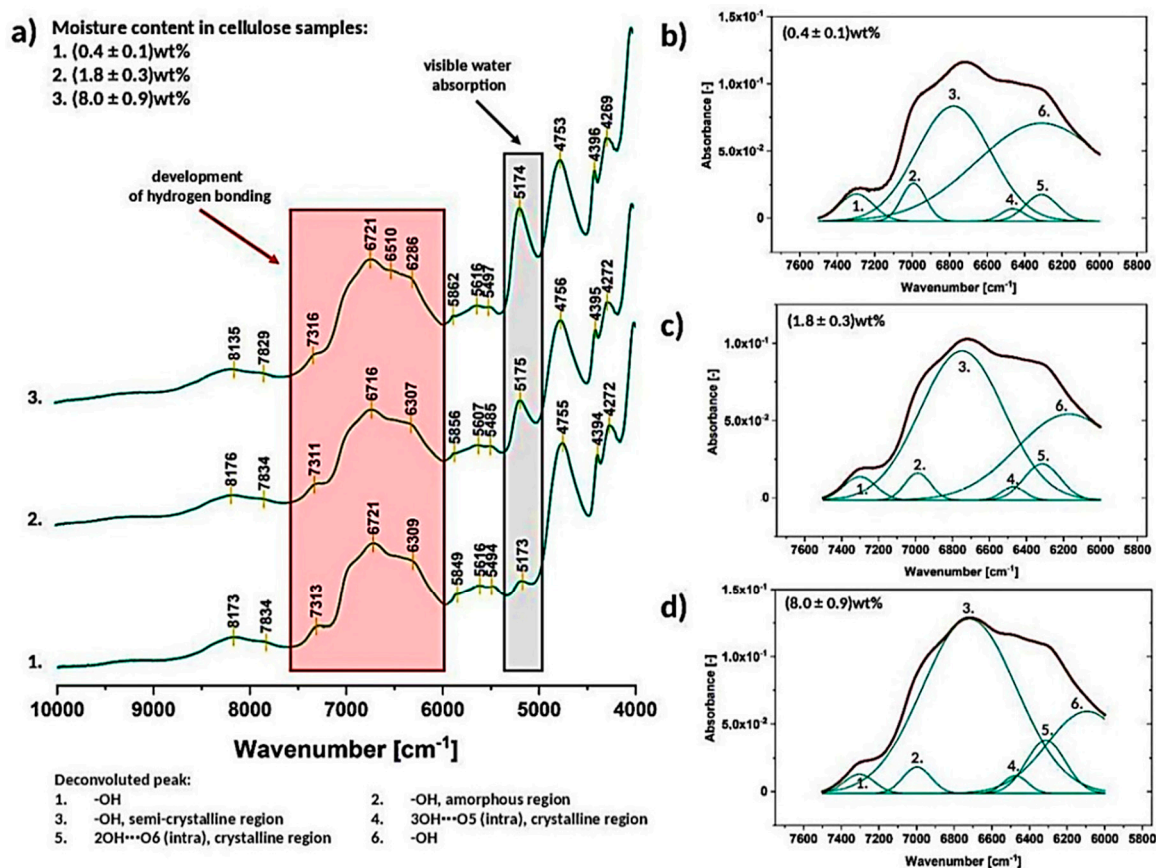 a)
Moisture content in cellulose samples:
1. (0.4 ± 0.1)wt%
2. (1.8 ± 0.3)wt%
3. (8.0 ± 0.9)wt%
visible water
absorption
development
of hydrogen bonding
3.
8135
7829
7316
6721
6510
6286
5862
5616
5497
5174
4753
4396
4269
2.
8176
7834
7311
6716
6307
5856
5607
5485
5175
4756
4395
4272
1.
8173
7834
7313
6721
6309
5849
5616
5494
5173
4755
4394
4272
10000 9000 8000 7000 6000 5000 4000
Wavenumber [cm-1]
Deconvoluted peak:
1. -OH
2. -OH, amorphous region
3. -OH, semi-crystalline region
4. 3OH···O5 (intra), crystalline region
5. 2OH···O6 (intra), crystalline region
6. -OH
b)
(0.4 ± 0.1)wt%
Absorbance [-]
1.5x10-1
1.0x10-1
5.0x10-2
0
1.
2.
3.
4.
5.
6.
7600 7400 7200 7000 6800 6600 6400 6200 6000 5800
Wavenumber [cm-1]
c)
(1.8 ± 0.3)wt%
Absorbance [-]
1.0x10-1
5.0x10-2
0
1.
2.
3.
4.
5.
6.
7600 7400 7200 7000 6800 6600 6400 6200 6000 5800
Wavenumber [cm-1]
d)
(8.0 ± 0.9)wt%
Absorbance [-]
1.5x10-1
1.0x10-1
5.0x10-2
0
1.
2.
3.
4.
5.
6.
7600 7400 7200 7000 6800 6600 6400 6200 6000 5800
Wavenumber [cm-1]